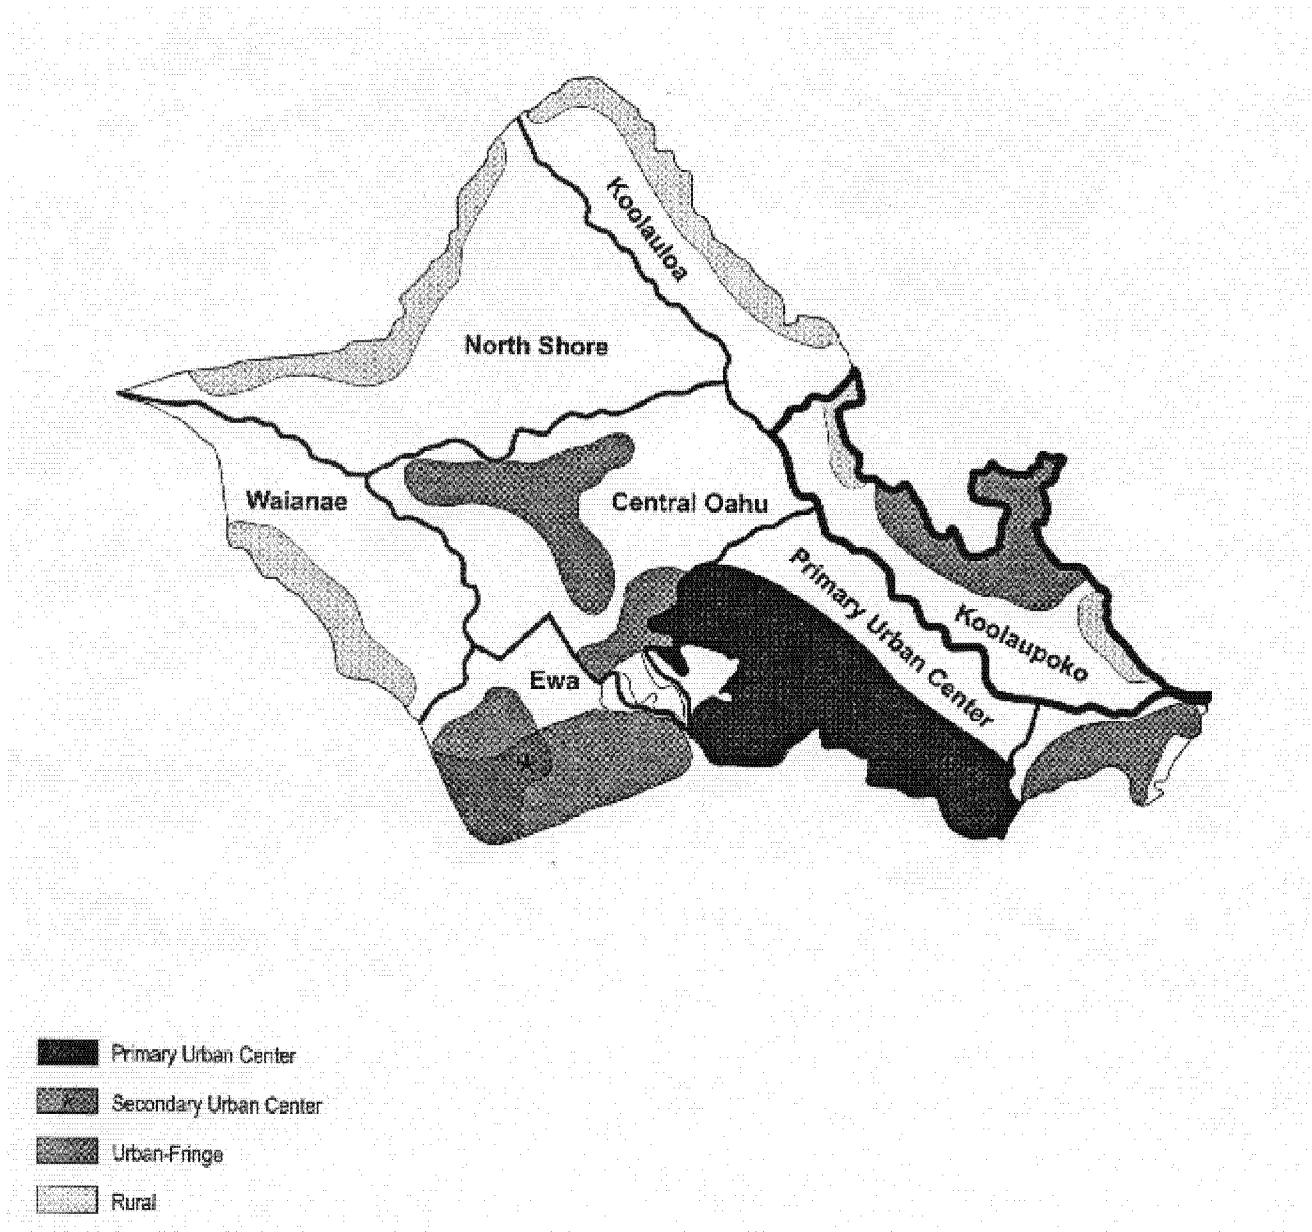 Koolauloa
North Shore
Waianae
Central Oahu
Primary Urban Center
Koolaupoko
Ewa
Primary Urban Center
Secondary Urban Center
Urban-Fringe
Rural